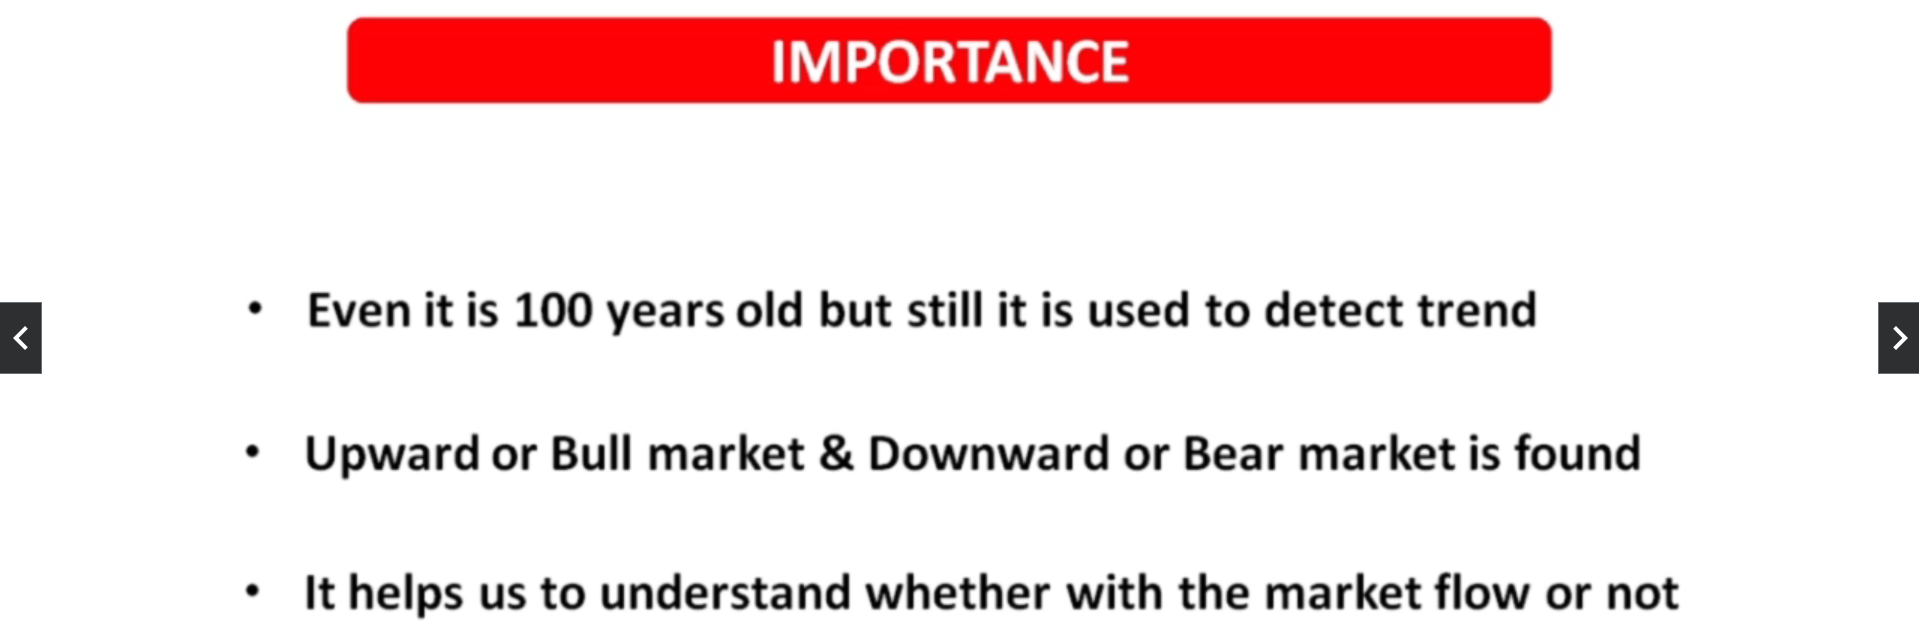 IMPORTANCE
• Even it is 100 years old but still it is used to detect trend
• Upward or Bull market & Downward or Bear market is found
• It helps us to understand whether with the market flow or not